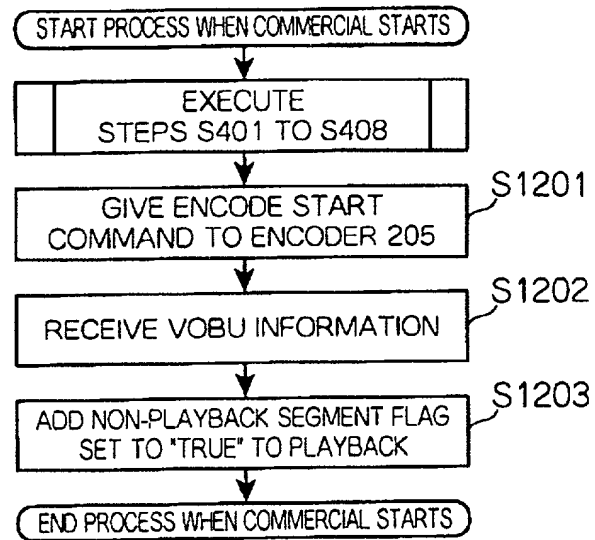 START PROCESS WHEN COMMERCIAL STARTS
EXECUTE
STEPS S401 TO S408
S1201
GIVE ENCODE START
COMMAND TO ENCODER 205
S1202
RECEIVE VOBU INFORMATION
S1203
ADD NON-PLAYBACK SEGMENT FLAG
SET TO "TRUE" TO PLAYBACK
END PROCESS WHEN COMMERCIAL STARTS